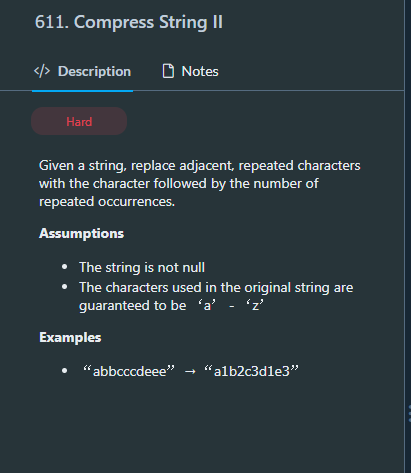 611. Compress String II
</> Description
Notes
Hard
Given a string, replace adjacent, repeated characters
with the character followed by the number of
repeated occurrences.
Assumptions
• The string is not null
• The characters used in the original string are
guaranteed to be ‘a’ - ‘z’
Examples
• “abbcccdeee” → “a1b2c3d1e3”